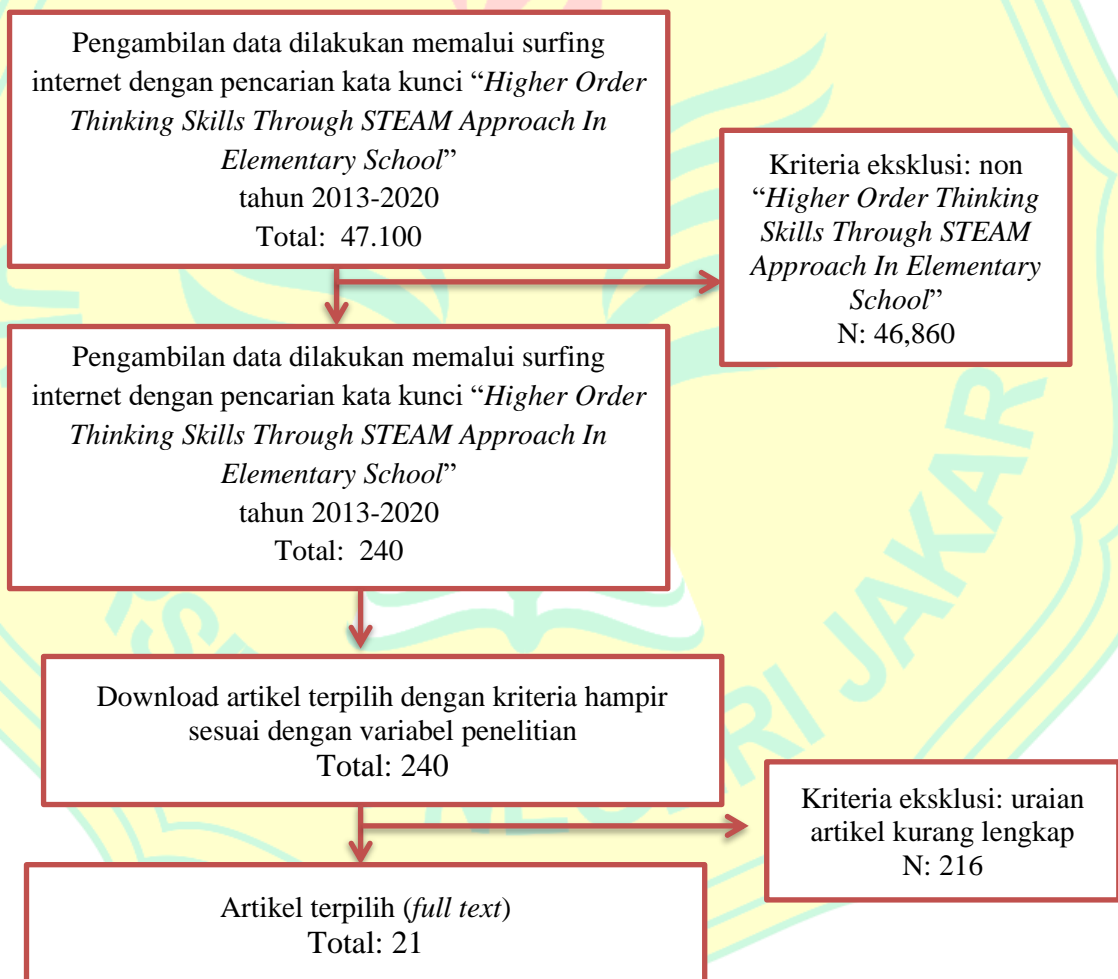 Pengambilan data dilakukan memalui surfing
internet dengan pencarian kata kunci “Higher Order
Thinking Skills Through STEAM Approach In
Elementary School”
tahun 2013-2020
Total: 47.100
Kriteria eksklusi: non
“Higher Order Thinking
Skills Through STEAM
Approach In Elementary
School”
N: 46,860
Pengambilan data dilakukan memalui surfing
internet dengan pencarian kata kunci “Higher Order
Thinking Skills Through STEAM Approach In
Elementary School”
tahun 2013-2020
Total: 240
Download artikel terpilih dengan kriteria hampir
sesuai dengan variabel penelitian
Total: 240
Kriteria eksklusi: uraian
artikel kurang lengkap
N: 216
Artikel terpilih (full text)
Total: 21